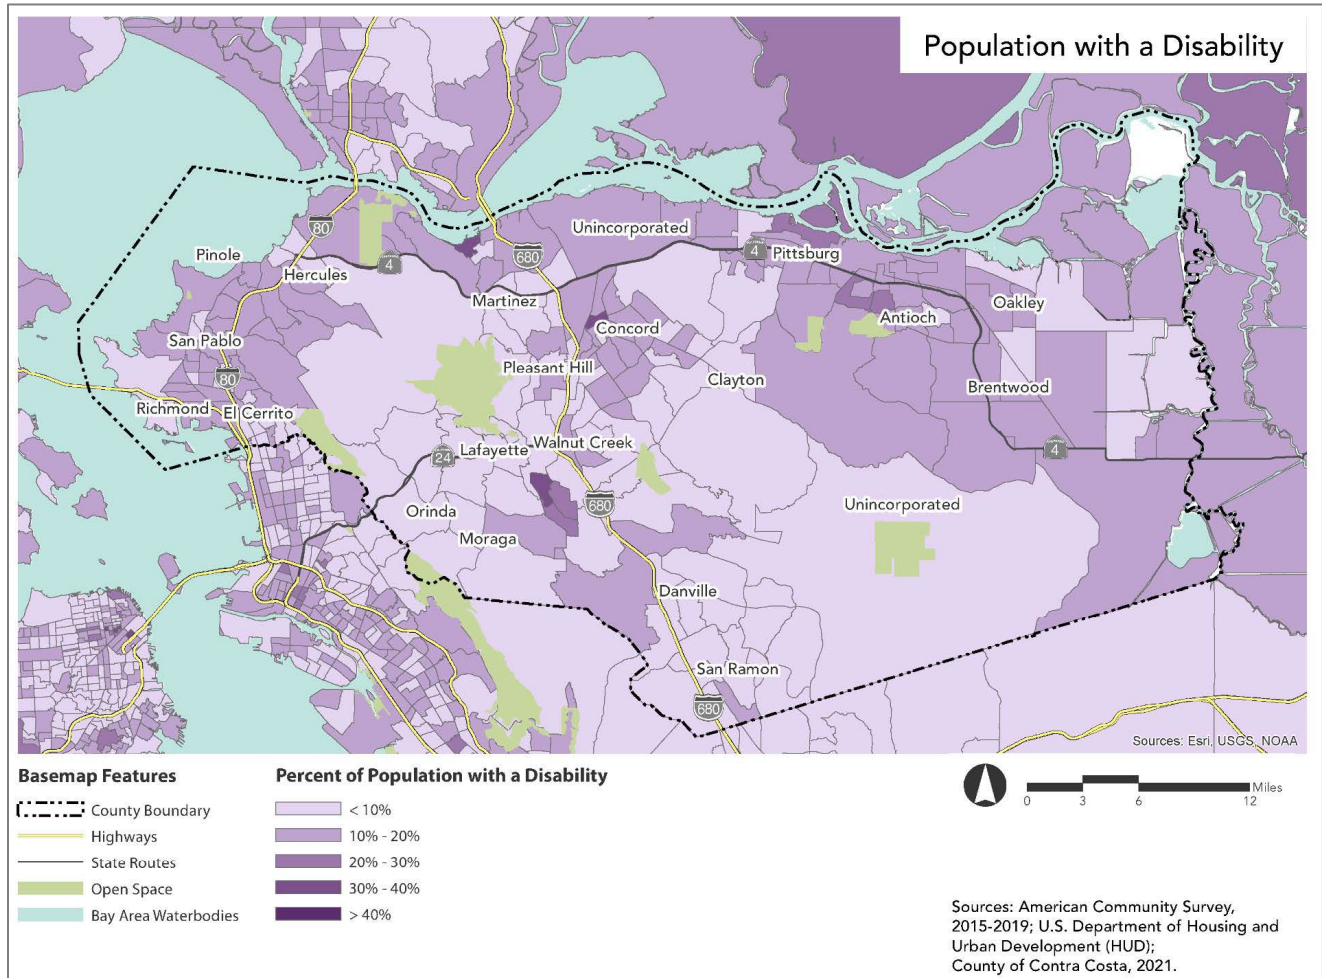 Population with a Disability
Unincorporated
80
Pinole
680
4
Pittsburg
4
Hercules
Martinez
Oakley
Antioch
Concord
San Pablo
Pleasant Hill
80
Clayton
Brentwood
Richmond
El Cerrito
Walnut Creek
Lafayette
4
24
Unincorporated
680
Orinda
Moraga
Danville
San Ramon
680
Sources: Esri, USGS, NOAA
Basemap Features
County Boundary
Highways
State Routes
Open Space
Bay Area Waterbodies
Percent of Population with a Disability
< 10%
10% - 20%
20% - 30%
30% - 40%
> 40%
Miles
0 3 6 12
Sources: American Community Survey,
2015-2019; U.S. Department of Housing and
Urban Development (HUD);
County of Contra Costa, 2021.